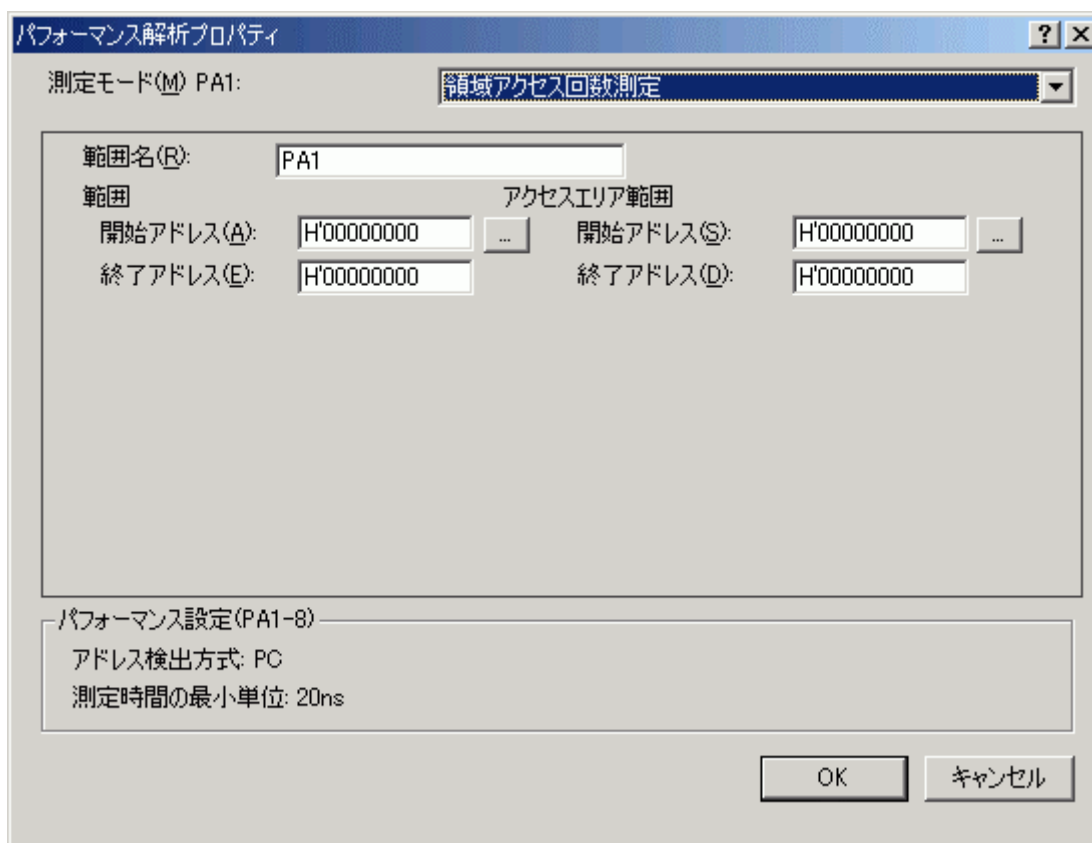 パフォーマンス解析プロパティ
測定モード(M) PA1: 領域アクセス回数測定
範囲名(R): PA1
範囲 アクセスエリア範囲
開始アドレス(A): H'00000000 ... 開始アドレス(S): H'00000000 ...
終了アドレス(E): H'00000000 終了アドレス(D): H'00000000
パフォーマンス設定(PA1-8)
アドレス検出方式: PC
測定時間の最小単位: 20ns
OK キャンセル